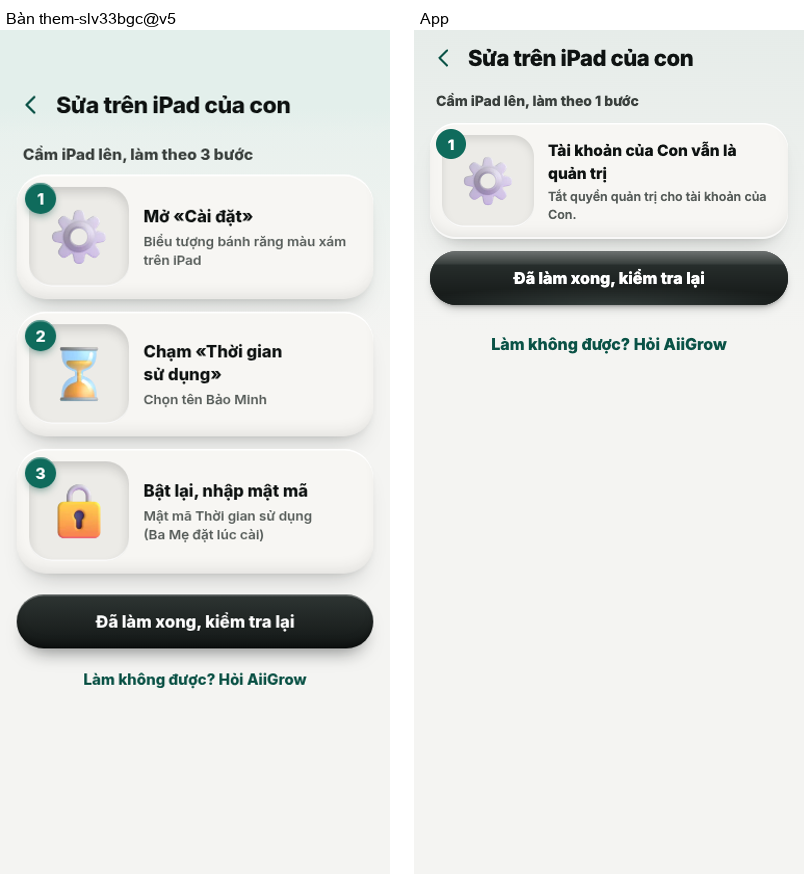 Bản them-slv33bgc@v5
Sửa trên iPad của con
Cầm iPad lên, làm theo 3 bước
1
Mở «Cài đặt»
Biểu tượng bánh răng màu xám
trên iPad
2
Chạm «Thời gian
sử dụng»
Chọn tên Bảo Minh
3
Bật lại, nhập mật mã
Mật mã Thời gian sử dụng
(Ba Mẹ đặt lúc cài)
Đã làm xong, kiểm tra lại
Làm không được? Hỏi AiiGrow
App
Sửa trên iPad của con
Cầm iPad lên, làm theo 1 bước
1
Tài khoản của Con vẫn là
quản trị
Tắt quyền quản trị cho tài khoản của
Con.
Đã làm xong, kiểm tra lại
Làm không được? Hỏi AiiGrow